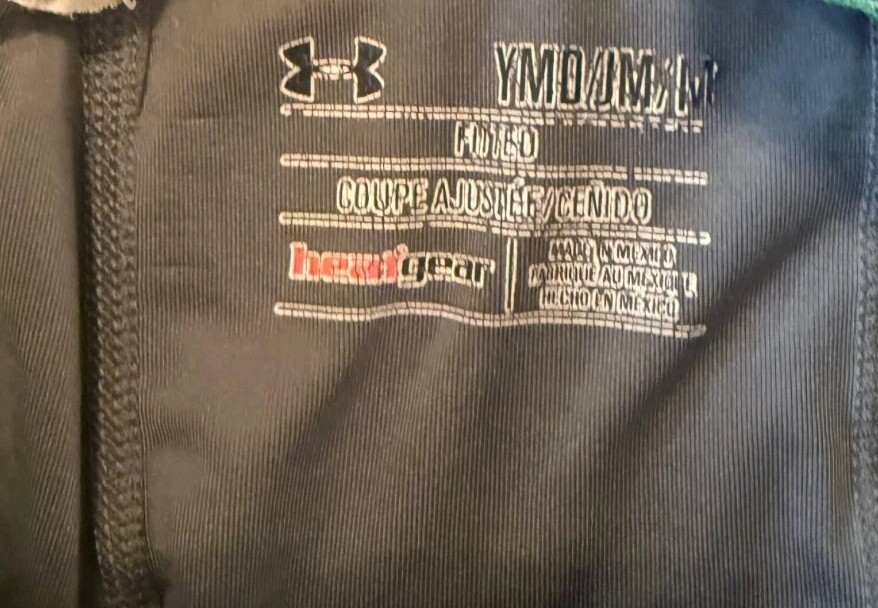 YMD/JM/M
FITTED
COUPE AJUSTÉE/CEÑIDO
heatgear
MADE IN MEXICO
FABRIQUÉ AU MEXIQUE
HECHO EN MEXICO